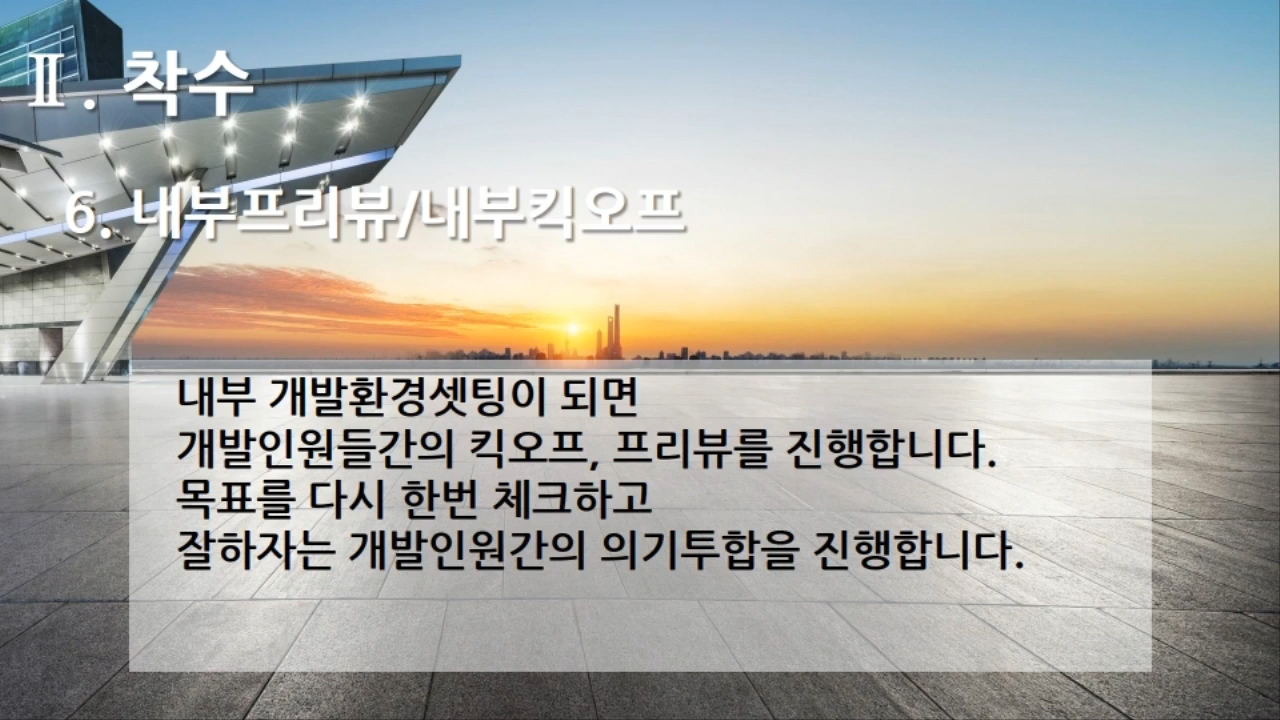 Ⅱ. 착수
6. 내부프리뷰/내부킥오프
내부 개발환경셋팅이 되면
개발인원들간의 킥오프, 프리뷰를 진행합니다.
목표를 다시 한번 체크하고
잘하자는 개발인원간의 의기투합을 진행합니다.